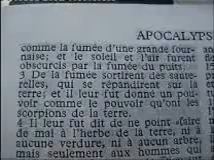 APOCALYPS
comme la fumée d'une grande four-
naise; et le soleil et l'air furent
obscurcis par la fumée du puits.
3 De la fumée sortirent des saute-
relles, qui se répandirent sur la
terre; et il leur fut donné un pou-
voir comme le pouvoir qu'ont les
scorpions de la terre.
4 Il leur fut dit de ne point faire
de mal à l'herbe de la terre, ni à
aucune verdure, ni à aucun arbre,
mais seulement aux hommes qui